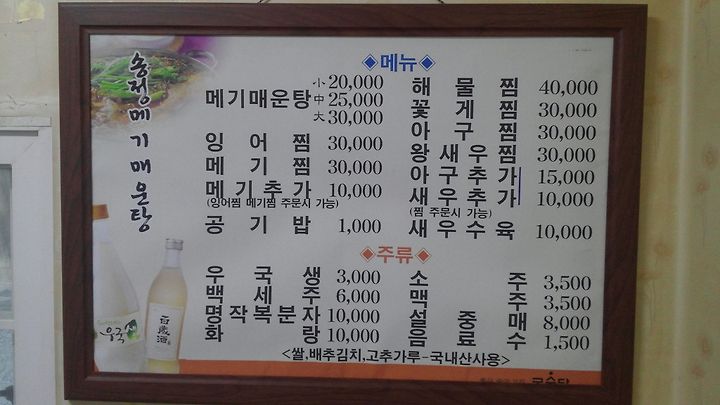 송정메기매운탕
◈메뉴◈
메기매운탕 小 20,000
中 25,000
大 30,000
잉어찜 30,000
메기찜 30,000
메기추가 10,000
(잉어찜 메기찜 주문시 가능)
공기밥 1,000
해물찜 40,000
꽃게찜 30,000
아구찜 30,000
왕새우찜 30,000
아구추가 15,000
새우추가 10,000
(찜 주문시 가능)
새우수육 10,000
◈주류◈
우국생 3,000
백세주 6,000
명작복분자 10,000
화랑 10,000
소주 3,500
맥주 3,500
설중매 8,000
음료수 1,500
<쌀,배추김치,고추가루-국내산사용>
우국생
百歲酒